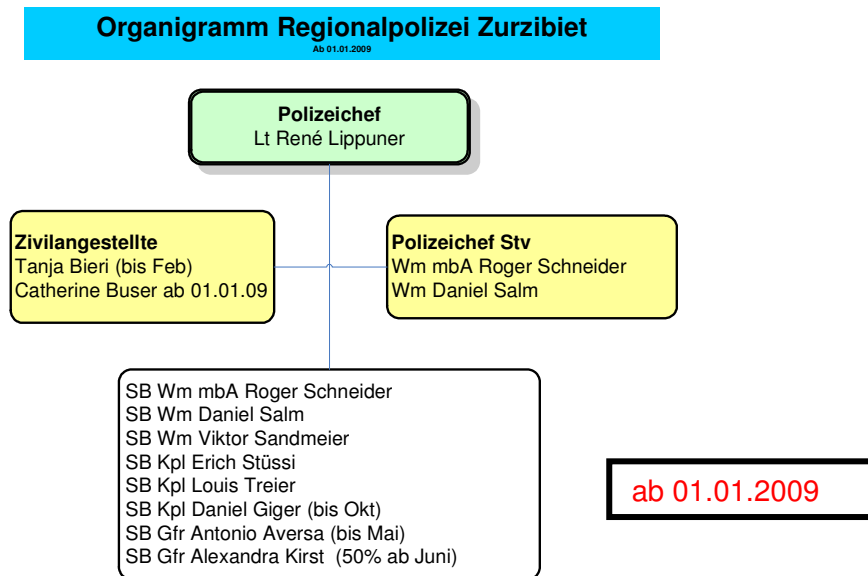 Organigramm Regionalpolizei Zurzibiet
Ab 01.01.2009
Polizeichef
Lt René Lippuner
Zivilangestellte
Tanja Bieri (bis Feb)
Catherine Buser ab 01.01.09
Polizeichef Stv
Wm mbA Roger Schneider
Wm Daniel Salm
SB Wm mbA Roger Schneider
SB Wm Daniel Salm
SB Wm Viktor Sandmeier
SB Kpl Erich Stüssi
SB Kpl Louis Treier
SB Kpl Daniel Giger (bis Okt)
SB Gfr Antonio Aversa (bis Mai)
SB Gfr Alexandra Kirst (50% ab Juni)
ab 01.01.2009